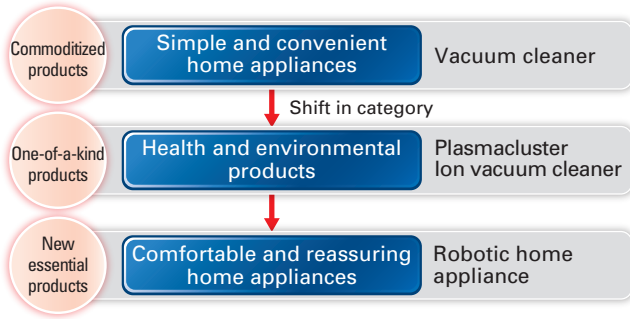 Commoditized
products
Simple and convenient
home appliances
Vacuum cleaner
Shift in category
One-of-a-kind
products
Health and environmental
products
Plasmacluster
Ion vacuum cleaner
New
essential
products
Comfortable and reassuring
home appliances
Robotic home
appliance